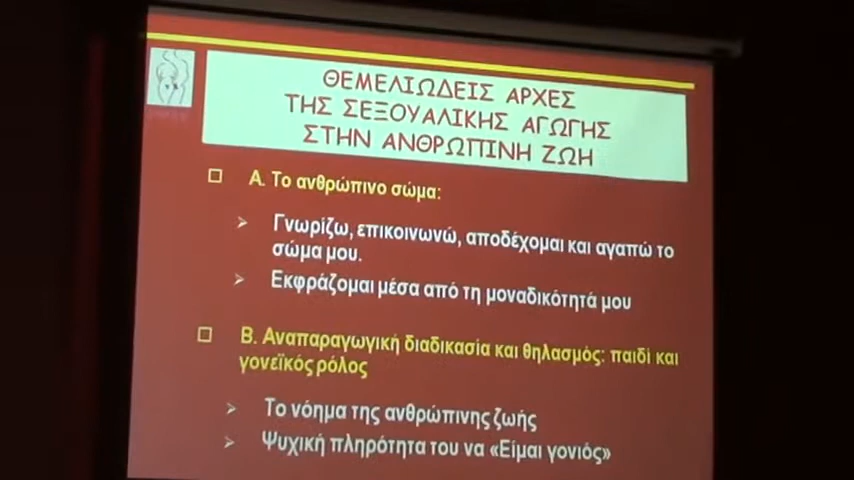 ΘΕΜΕΛΙΩΔΕΙΣ ΑΡΧΕΣ
ΤΗΣ ΣΕΞΟΥΑΛΙΚΗΣ ΑΓΩΓΗΣ
ΣΤΗΝ ΑΝΘΡΩΠΙΝΗ ΖΩΗ
Α. Το ανθρώπινο σώμα:
Γνωρίζω, επικοινωνώ, αποδέχομαι και αγαπώ το
σώμα μου.
Εκφράζομαι μέσα από τη μοναδικότητά μου
Β. Αναπαραγωγική διαδικασία και θηλασμός: παιδί και
γονεϊκός ρόλος
Το νόημα της ανθρώπινης ζωής
Ψυχική πληρότητα του να «Είμαι γονιός»